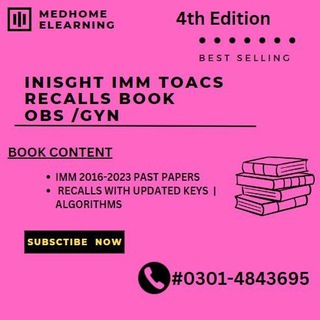 MEDHOME
ELEARNING
4th Edition
BEST SELLING
INISGHT IMM TOACS
RECALLS BOOK
OBS /GYN
BOOK CONTENT
• IMM 2016-2023 PAST PAPERS
• RECALLS WITH UPDATED KEYS |
ALGORITHMS
SUBSCTIBE NOW
#0301-4843695